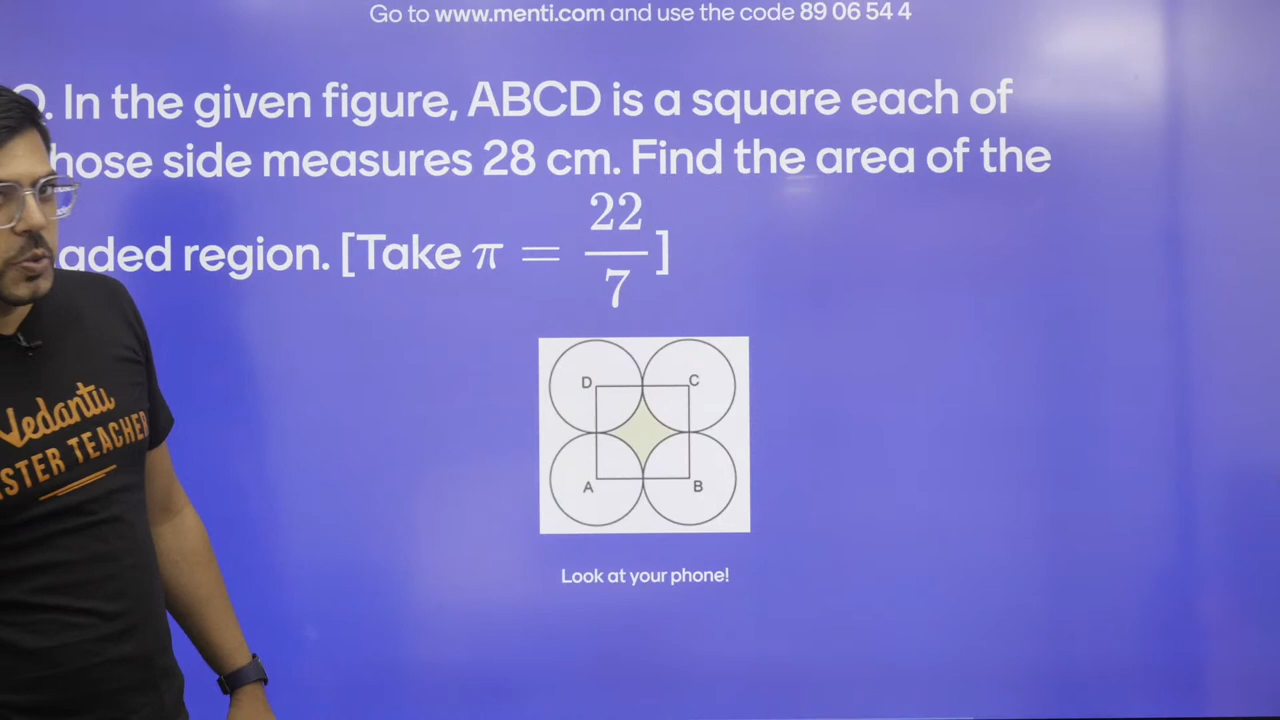 Go to www.menti.com and use the code 89 06 54 4
Q. In the given figure, ABCD is a square each of
hose side measures 28 cm. Find the area of the
aded region. [Take π = 22/7]
D C
A B
Look at your phone!
Vedantu
STER TEACHER